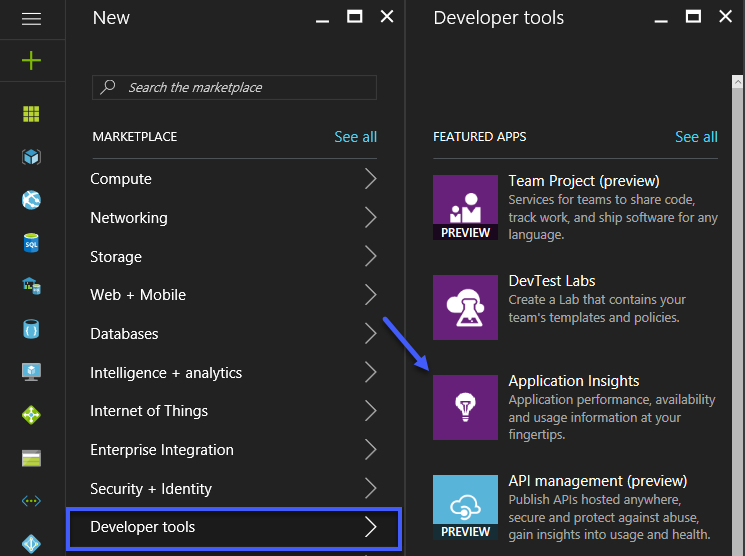 New
Search the marketplace
MARKETPLACE See all
Compute
Networking
Storage
Web + Mobile
Databases
Intelligence + analytics
Internet of Things
Enterprise Integration
Security + Identity
Developer tools
Developer tools
FEATURED APPS See all
Team Project (preview)
Services for teams to share code,
track work, and ship software for any
language.
PREVIEW
DevTest Labs
Create a Lab that contains your
team's templates and policies.
Application Insights
Application performance, availability
and usage information at your
fingertips.
API management (preview)
Publish APIs hosted anywhere,
secure and protect against abuse,
gain insights into usage and health.
PREVIEW
SQL